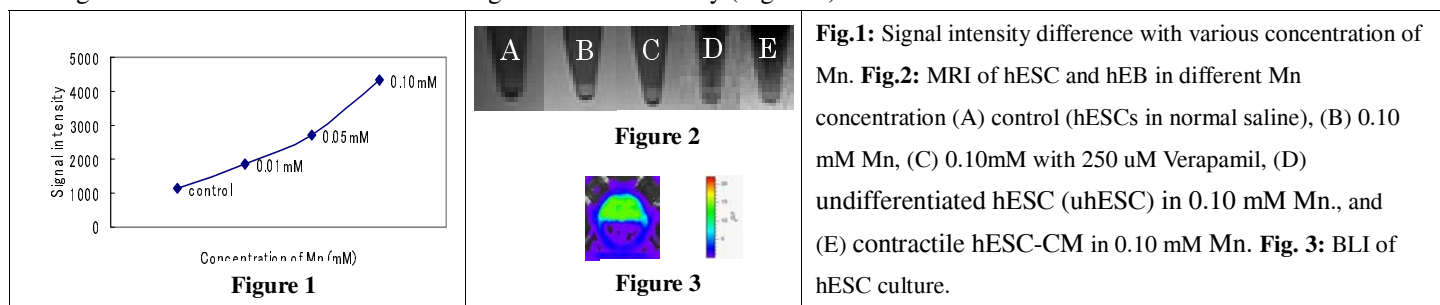 5000
4000
3000
2000
1000
0
Signal intensity
control
0.01mM
0.05mM
0.10mM
Concentration of Mn (mM)
Figure 1
A B C D E
Figure 2
Figure 3
Fig.1: Signal intensity difference with various concentration of
Mn. Fig.2: MRI of hESC and hEB in different Mn
concentration (A) control (hESCs in normal saline), (B) 0.10
mM Mn, (C) 0.10mM with 250 uM Verapamil, (D)
undifferentiated hESC (uhESC) in 0.10 mM Mn., and
(E) contractile hESC-CM in 0.10 mM Mn. Fig. 3: BLI of
hESC culture.